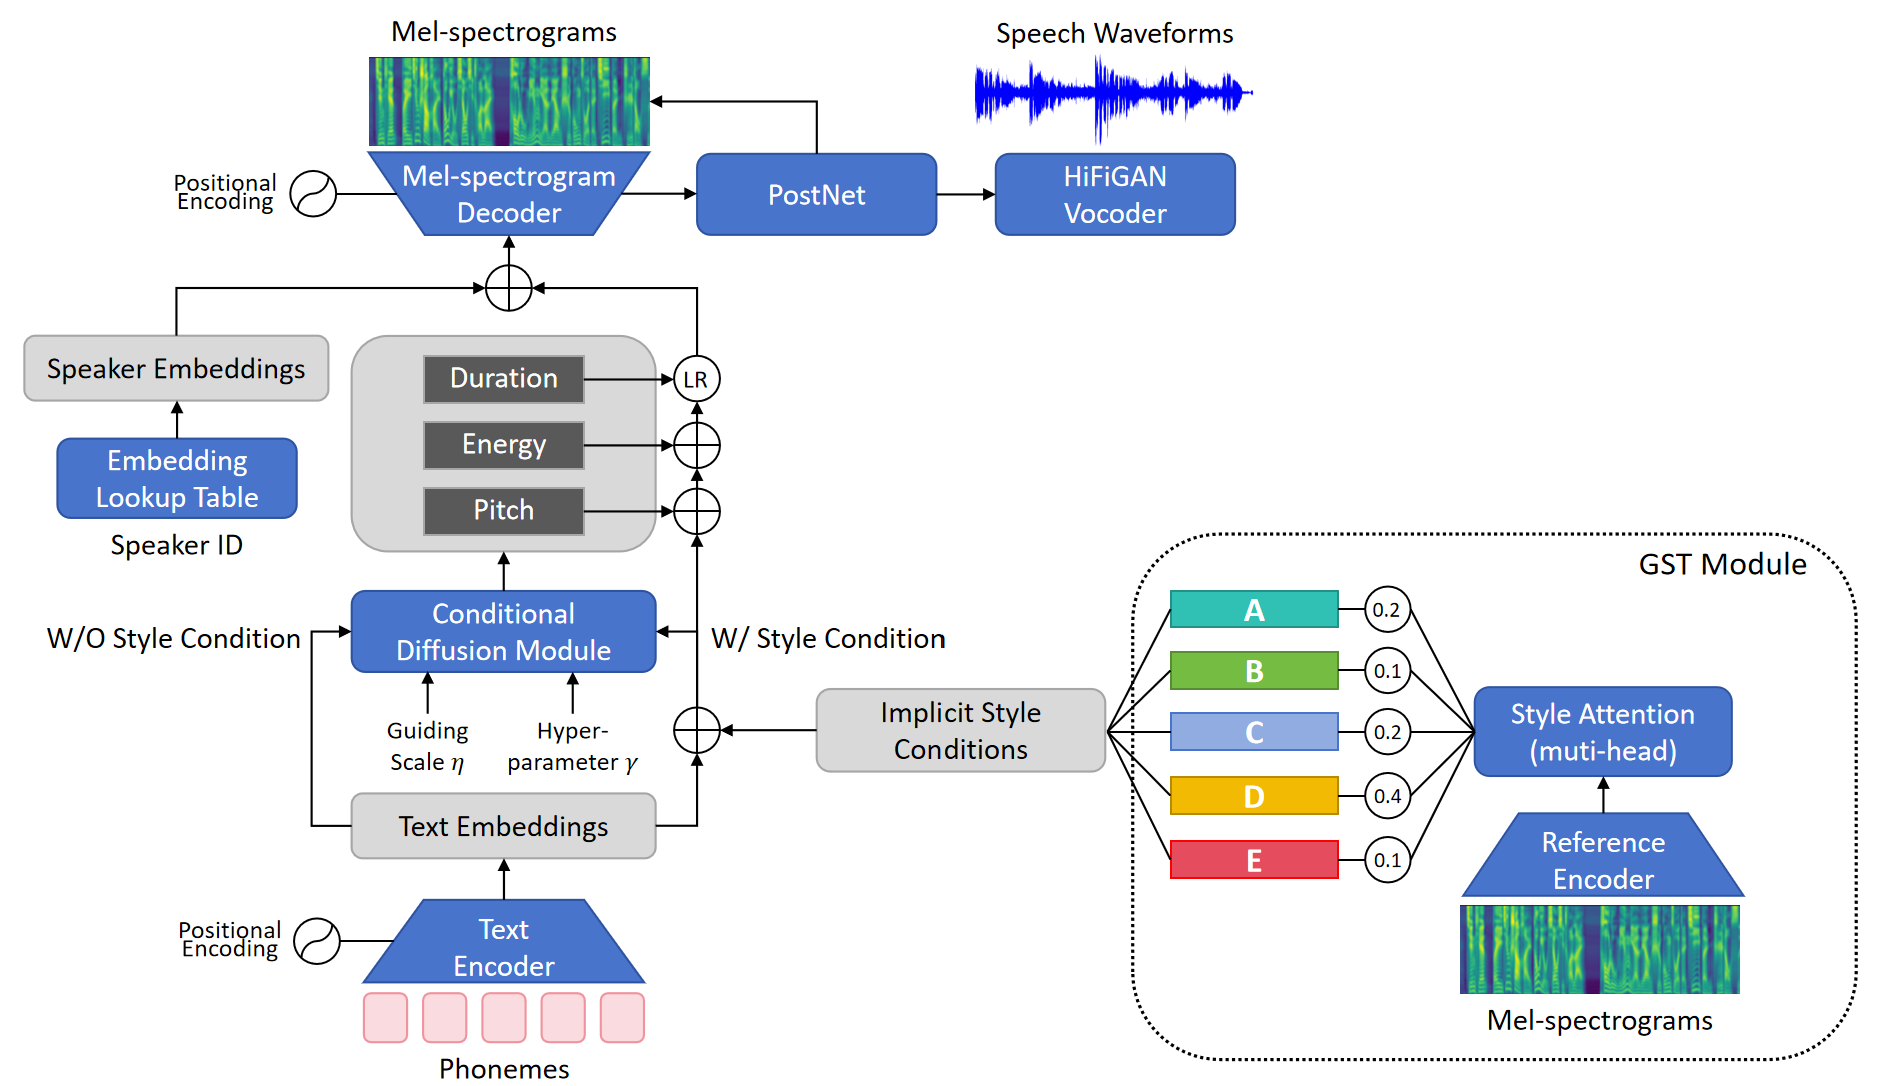 Mel-spectrograms
Speech Waveforms
Positional
Encoding
Mel-spectrogram
Decoder
PostNet
HiFiGAN
Vocoder
Speaker Embeddings
Embedding
Lookup Table
Speaker ID
Duration
LR
Energy
Pitch
W/O Style Condition
Conditional
Diffusion Module
W/ Style Condition
Guiding
Scale η
Hyper-
parameter γ
Text Embeddings
Positional
Encoding
Text
Encoder
Phonemes
Implicit Style
Conditions
GST Module
A 0.2
B 0.1
C 0.2
D 0.4
E 0.1
Style Attention
(muti-head)
Reference
Encoder
Mel-spectrograms